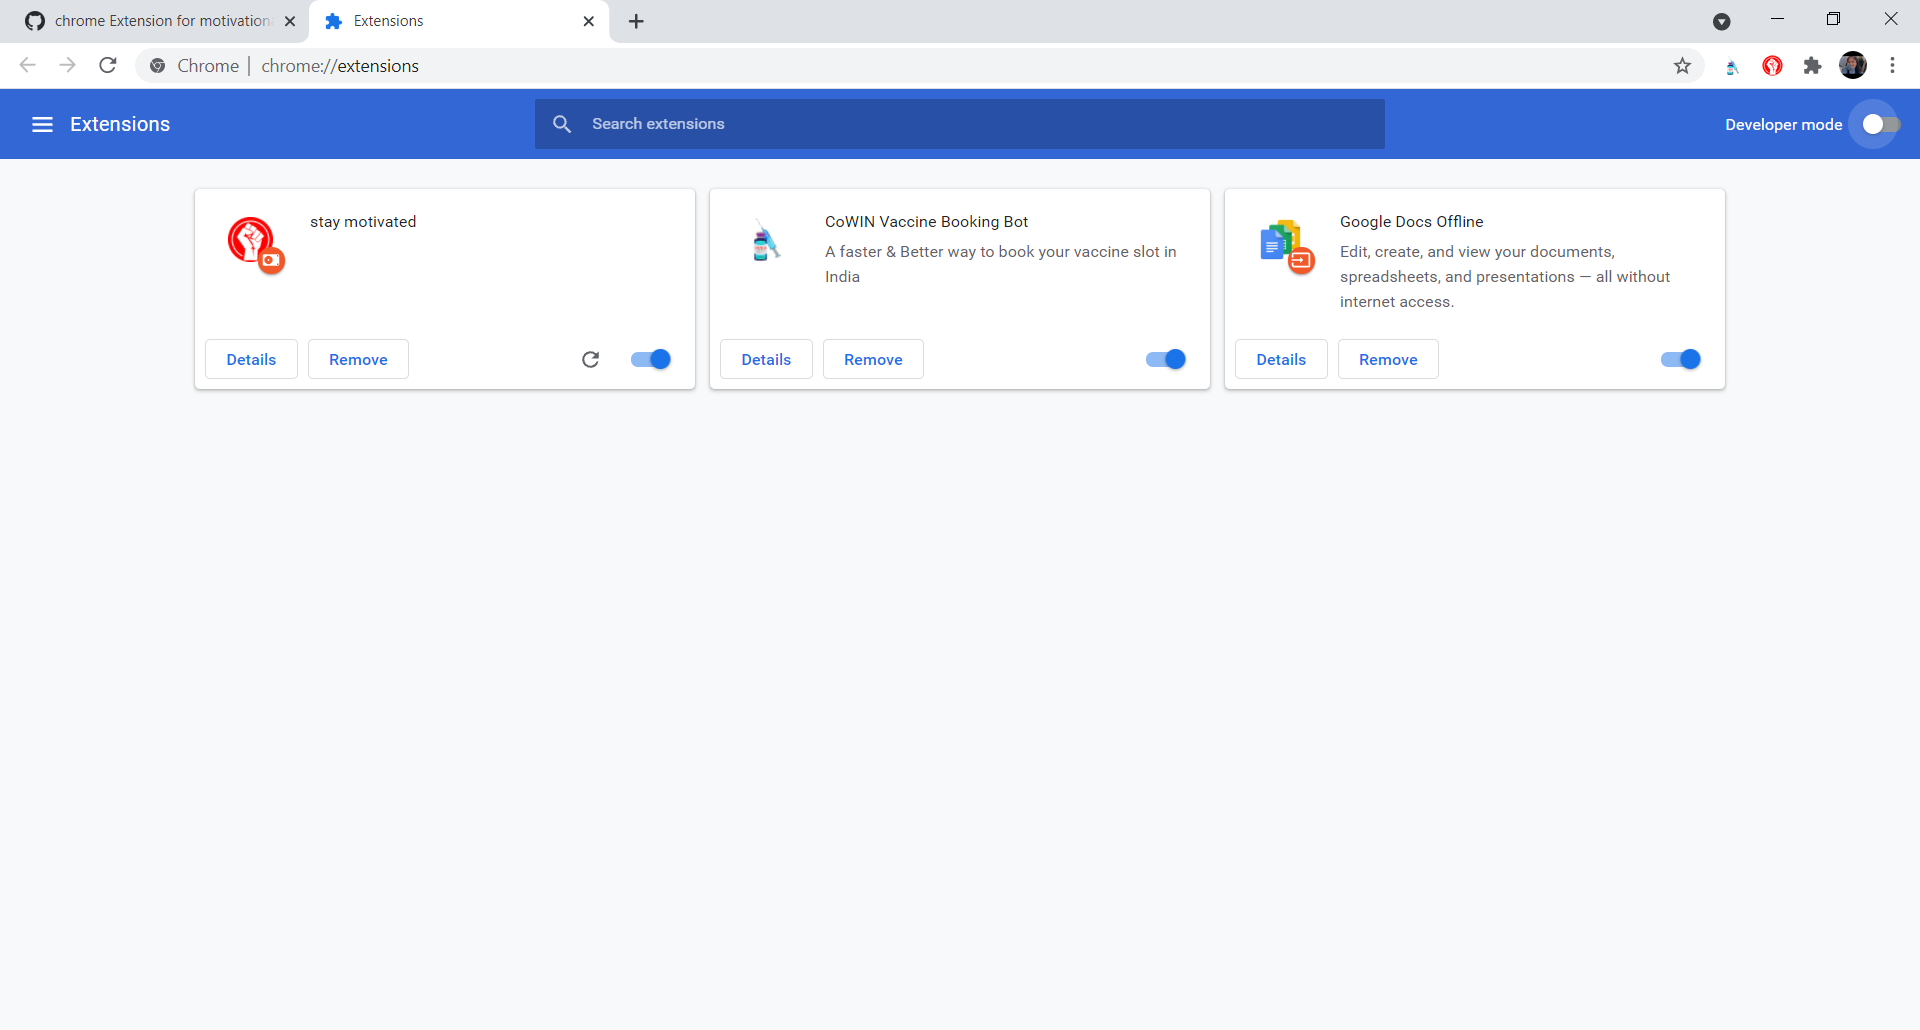 chrome Extension for motivation
Extensions
Chrome | chrome://extensions
Extensions
Search extensions
Developer mode
stay motivated
Details
Remove
CoWIN Vaccine Booking Bot
A faster & Better way to book your vaccine slot in
India
Details
Remove
Google Docs Offline
Edit, create, and view your documents,
spreadsheets, and presentations — all without
internet access.
Details
Remove